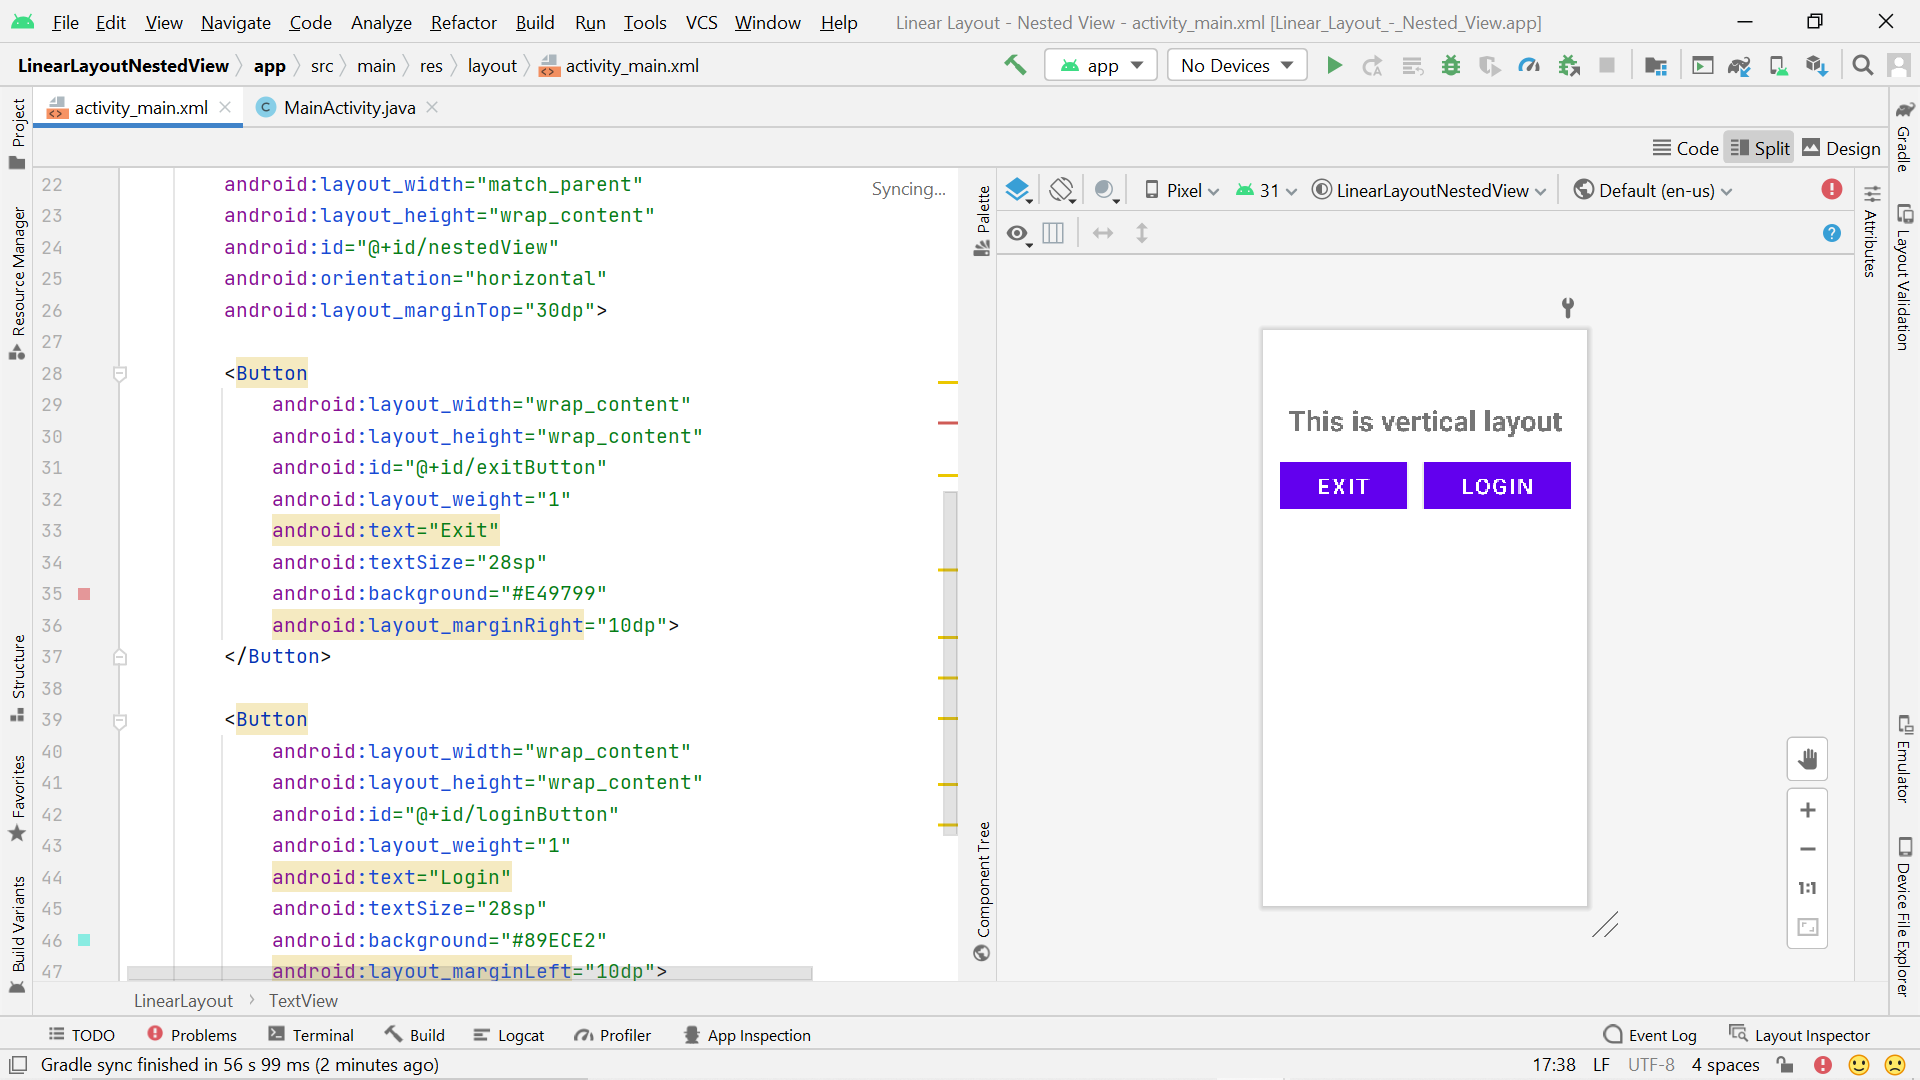 File Edit View Navigate Code Analyze Refactor Build Run Tools VCS Window Help Linear Layout - Nested View - activity_main.xml [Linear_Layout_-_Nested_View.app]
LinearLayoutNestedView app src main res layout activity_main.xml app No Devices
activity_main.xml MainActivity.java
Code Split Design
Project
Resource Manager
Structure
Favorites
Build Variants
22 android:layout_width="match_parent"
23 android:layout_height="wrap_content"
24 android:id="@+id/nestedView"
25 android:orientation="horizontal"
26 android:layout_marginTop="30dp">
27
28 <Button
29 android:layout_width="wrap_content"
30 android:layout_height="wrap_content"
31 android:id="@+id/exitButton"
32 android:layout_weight="1"
33 android:text="Exit"
34 android:textSize="28sp"
35 android:background="#E49799"
36 android:layout_marginRight="10dp">
37 </Button>
38
39 <Button
40 android:layout_width="wrap_content"
41 android:layout_height="wrap_content"
42 android:id="@+id/loginButton"
43 android:layout_weight="1"
44 android:text="Login"
45 android:textSize="28sp"
46 android:background="#89ECE2"
47 android:layout_marginLeft="10dp">
Syncing...
Palette
Component Tree
Pixel 31 LinearLayoutNestedView Default (en-us)
This is vertical layout
EXIT LOGIN
1:1
Attributes
Gradle
Layout Validation
Emulator
Device File Explorer
LinearLayout TextView
TODO Problems Terminal Build Logcat Profiler App Inspection Event Log Layout Inspector
Gradle sync finished in 56 s 99 ms (2 minutes ago) 17:38 LF UTF-8 4 spaces